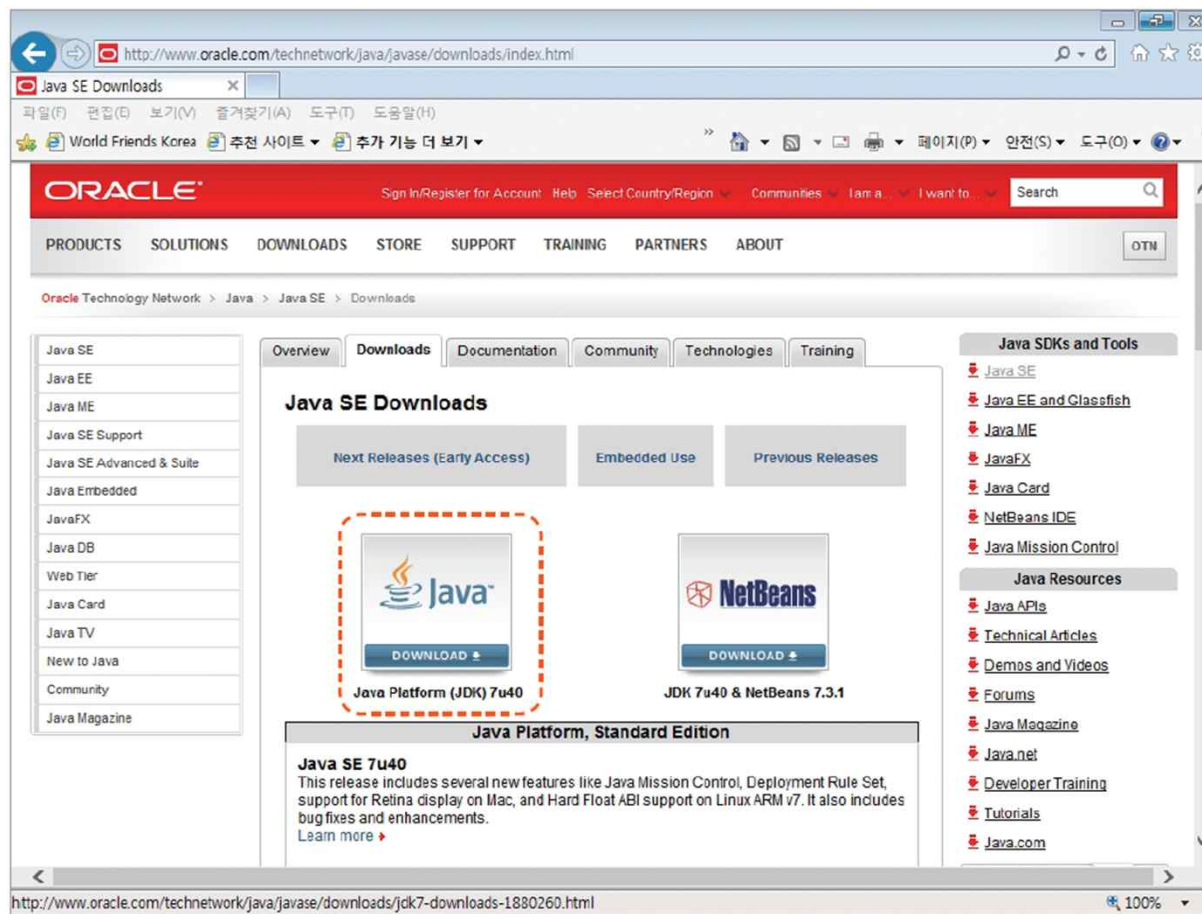 http://www.oracle.com/technetwork/java/javase/downloads/index.html
Java SE Downloads
파일(F) 편집(E) 보기(V) 즐겨찾기(A) 도구(T) 도움말(H)
World Friends Korea 추천 사이트 추가 기능 더 보기 페이지(P) 안전(S) 도구(O)
ORACLE Sign In/Register for Account Help Select Country/Region Communities I am a... I want to... Search
PRODUCTS SOLUTIONS DOWNLOADS STORE SUPPORT TRAINING PARTNERS ABOUT OTN
Oracle Technology Network > Java > Java SE > Downloads
Java SE
Java EE
Java ME
Java SE Support
Java SE Advanced & Suite
Java Embedded
JavaFX
Java DB
Web Tier
Java Card
Java TV
New to Java
Community
Java Magazine
Overview Downloads Documentation Community Technologies Training
Java SE Downloads
Next Releases (Early Access) Embedded Use Previous Releases
Java™
DOWNLOAD
Java Platform (JDK) 7u40
NetBeans
DOWNLOAD
JDK 7u40 & NetBeans 7.3.1
Java Platform, Standard Edition
Java SE 7u40
This release includes several new features like Java Mission Control, Deployment Rule Set,
support for Retina display on Mac, and Hard Float ABI support on Linux ARM v7. It also includes
bug fixes and enhancements.
Learn more
Java SDKs and Tools
Java SE
Java EE and Glassfish
Java ME
JavaFX
Java Card
NetBeans IDE
Java Mission Control
Java Resources
Java APIs
Technical Articles
Demos and Videos
Forums
Java Magazine
Java.net
Developer Training
Tutorials
Java.com
http://www.oracle.com/technetwork/java/javase/downloads/jdk7-downloads-1880260.html
100%